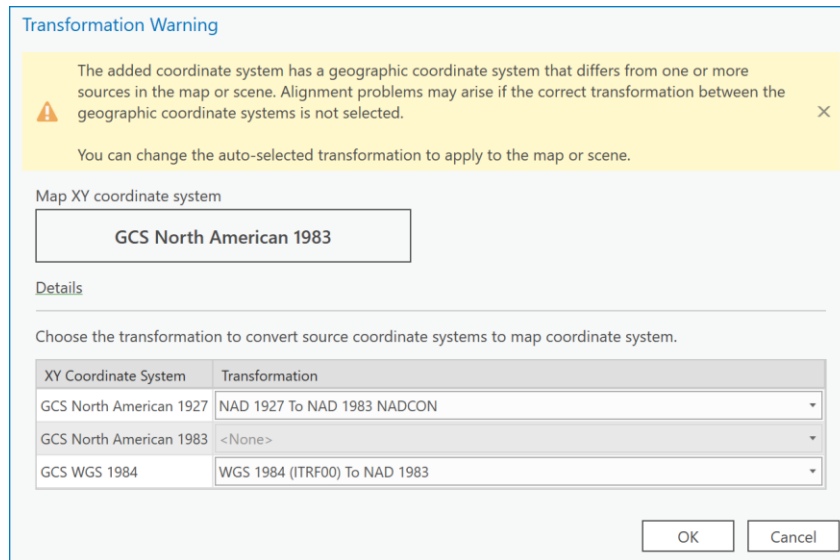 Transformation Warning
The added coordinate system has a geographic coordinate system that differs from one or more
sources in the map or scene. Alignment problems may arise if the correct transformation between the
geographic coordinate systems is not selected.
You can change the auto-selected transformation to apply to the map or scene.
Map XY coordinate system
GCS North American 1983
Details
Choose the transformation to convert source coordinate systems to map coordinate system.
XY Coordinate System Transformation
GCS North American 1927 NAD 1927 To NAD 1983 NADCON
GCS North American 1983 <None>
GCS WGS 1984 WGS 1984 (ITRF00) To NAD 1983
OK Cancel